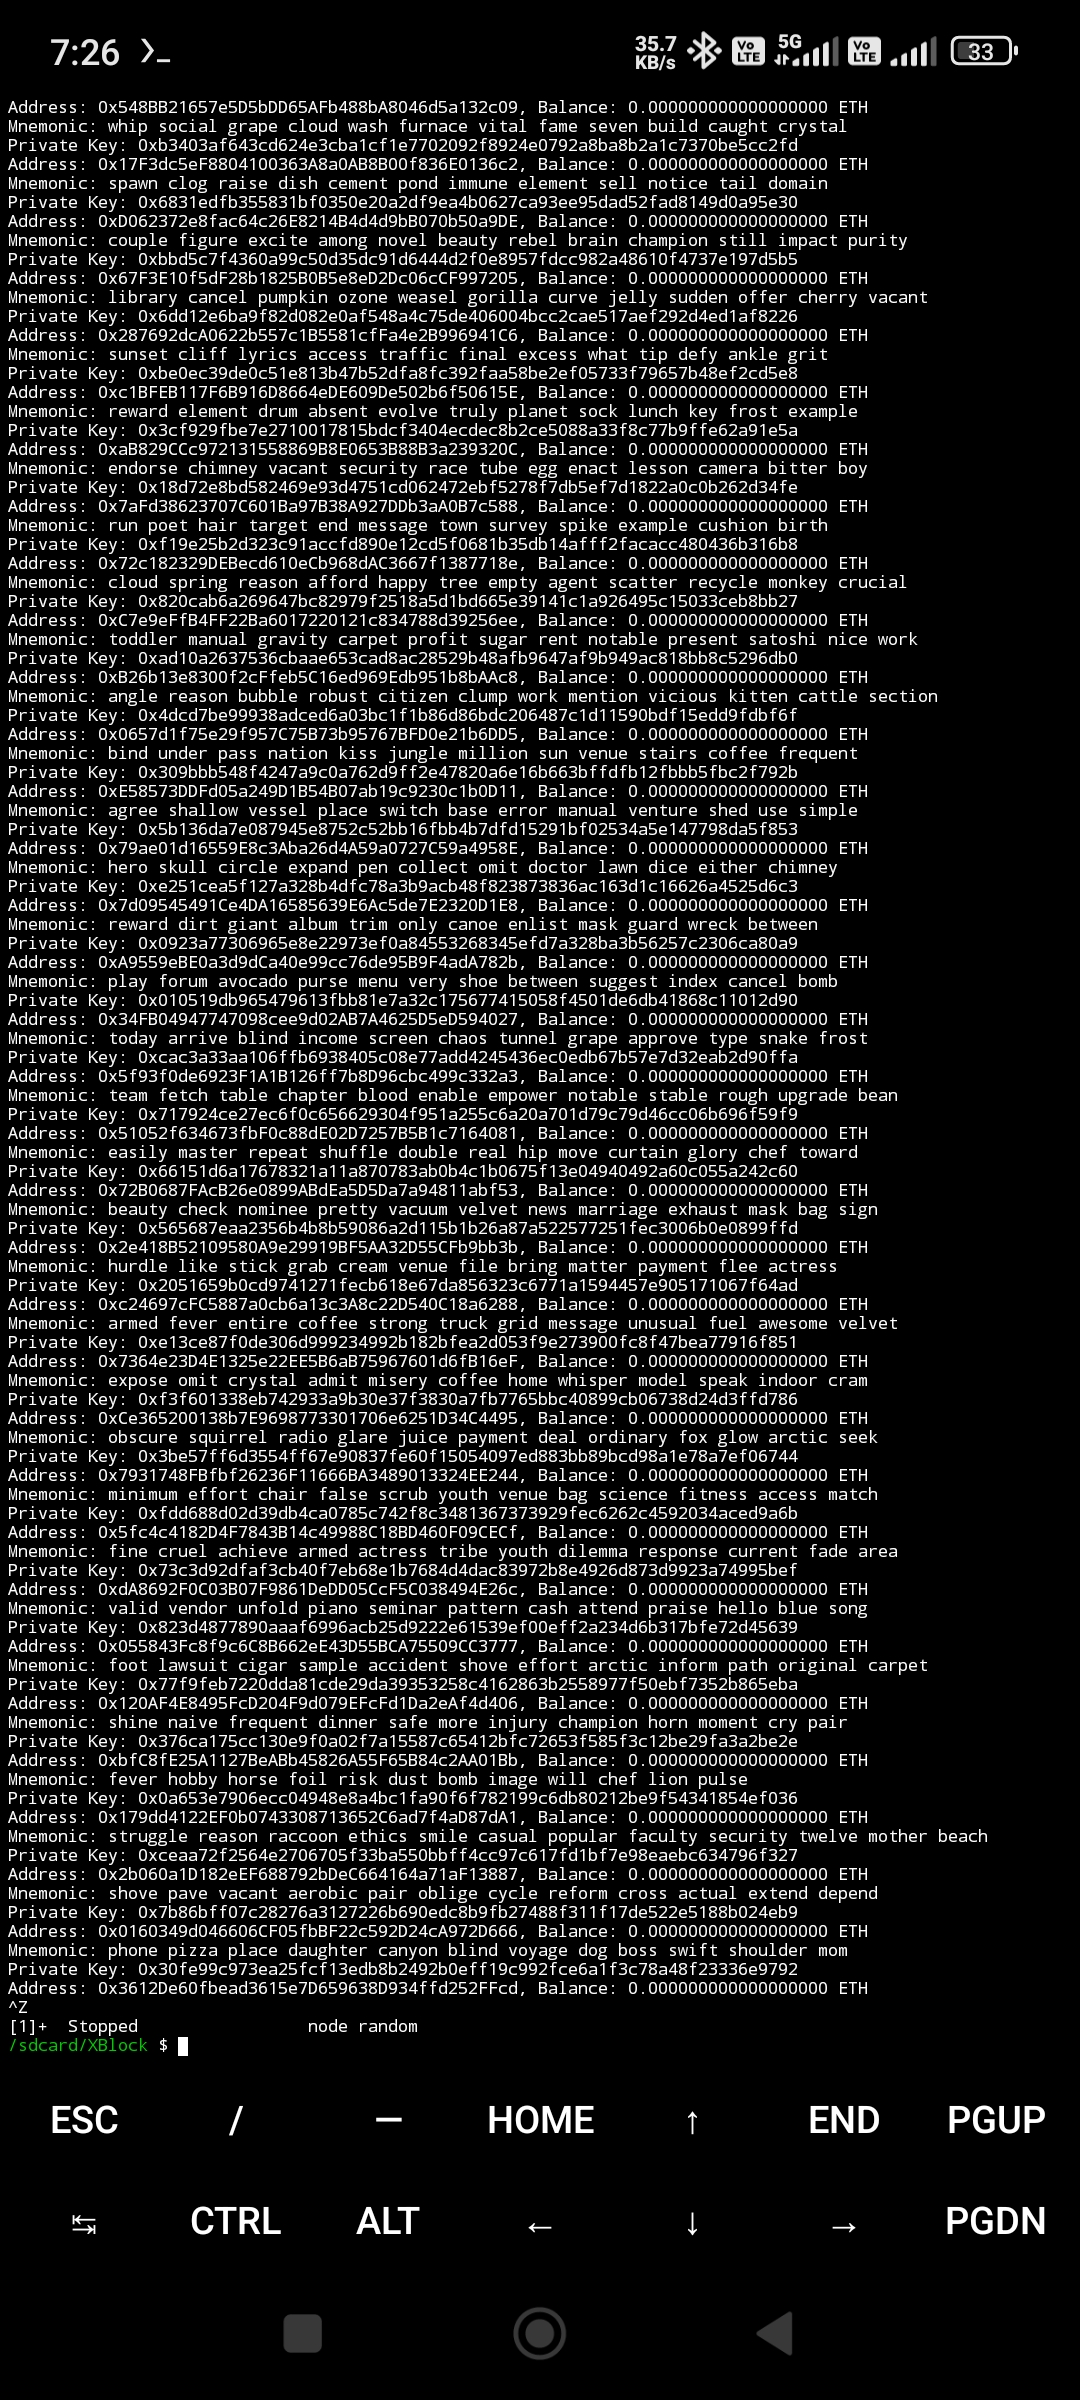 7:26
35.7 KB/s
Vo LTE
5G
Vo LTE
33
Address: 0x548BB21657e5D5bDD65AFb488bA8046d5a132c09, Balance: 0.000000000000000000 ETH
Mnemonic: whip social grape cloud wash furnace vital fame seven build caught crystal
Private Key: 0xb3403af643cd624e3cba1cf1e7702092f8924e0792a8ba8b2a1c7370be5cc2fd
Address: 0x17F3dc5eF8804100363A8a0AB8B00f836E0136c2, Balance: 0.000000000000000000 ETH
Mnemonic: spawn clog raise dish cement pond immune element sell notice tail domain
Private Key: 0x6831edfb355831bf0350e20a2df9ea4b0627ca93ee95dad52fad8149d0a95e30
Address: 0xD062372e8fac64c26E8214B4d4d9bB070b50a9DE, Balance: 0.000000000000000000 ETH
Mnemonic: couple figure excite among novel beauty rebel brain champion still impact purity
Private Key: 0xbbd5c7f4360a99c50d35dc91d6444d2f0e8957fdcc982a48610f4737e197d5b5
Address: 0x67F3E10f5dF28b1825B0B5e8eD2Dc06cCF997205, Balance: 0.000000000000000000 ETH
Mnemonic: library cancel pumpkin ozone weasel gorilla curve jelly sudden offer cherry vacant
Private Key: 0x6dd12e6ba9f82d082e0af548a4c75de406004bcc2cae517aef292d4ed1af8226
Address: 0x287692dcA0622b557c1B5581cfFa4e2B996941C6, Balance: 0.000000000000000000 ETH
Mnemonic: sunset cliff lyrics access traffic final excess what tip defy ankle grit
Private Key: 0xbe0ec39de0c51e813b47b52dfa8fc392faa58be2ef05733f79657b48ef2cd5e8
Address: 0xc1BFEB117F6B916D8664eDE609De502b6f50615E, Balance: 0.000000000000000000 ETH
Mnemonic: reward element drum absent evolve truly planet sock lunch key frost example
Private Key: 0x3cf929fbe7e2710017815bdcf3404ecdec8b2ce5088a33f8c77b9ffe62a91e5a
Address: 0xaB829CCc972131558869B8E0653B88B3a239320C, Balance: 0.000000000000000000 ETH
Mnemonic: endorse chimney vacant security race tube egg enact lesson camera bitter boy
Private Key: 0x18d72e8bd582469e93d4751cd062472ebf5278f7db5ef7d1822a0c0b262d34fe
Address: 0x7aFd38623707C601Ba97B38A927DDb3aA0B7c588, Balance: 0.000000000000000000 ETH
Mnemonic: run poet hair target end message town survey spike example cushion birth
Private Key: 0xf19e25b2d323c91accfd890e12cd5f0681b35db14afff2facacc480436b316b8
Address: 0x72c182329DEBecd610eCb968dAC3667f1387718e, Balance: 0.000000000000000000 ETH
Mnemonic: cloud spring reason afford happy tree empty agent scatter recycle monkey crucial
Private Key: 0x820cab6a269647bc82979f2518a5d1bd665e39141c1a926495c15033ceb8bb27
Address: 0xC7e9eFfB4FF22Ba6017220121c834788d39256ee, Balance: 0.000000000000000000 ETH
Mnemonic: toddler manual gravity carpet profit sugar rent notable present satoshi nice work
Private Key: 0xad10a2637536cbaae653cad8ac28529b48afb9647af9b949ac818bb8c5296db0
Address: 0xB26b13e8300f2cFfeb5C16ed969Edb951b8bAAc8, Balance: 0.000000000000000000 ETH
Mnemonic: angle reason bubble robust citizen clump work mention vicious kitten cattle section
Private Key: 0x4dcd7be99938adced6a03bc1f1b86d86bdc206487c1d11590bdf15edd9fdbf6f
Address: 0x0657d1f75e29f957C75B73b95767BFD0e21b6DD5, Balance: 0.000000000000000000 ETH
Mnemonic: bind under pass nation kiss jungle million sun venue stairs coffee frequent
Private Key: 0x309bbb548f4247a9c0a762d9ff2e47820a6e16b663bffdfb12fbbb5fbc2f792b
Address: 0xE58573DDFd05a249D1B54B07ab19c9230c1b0D11, Balance: 0.000000000000000000 ETH
Mnemonic: agree shallow vessel place switch base error manual venture shed use simple
Private Key: 0x5b136da7e087945e8752c52bb16fbb4b7dfd15291bf02534a5e147798da5f853
Address: 0x79ae01d16559E8c3Aba26d4A59a0727C59a4958E, Balance: 0.000000000000000000 ETH
Mnemonic: hero skull circle expand pen collect omit doctor lawn dice either chimney
Private Key: 0xe251cea5f127a328b4dfc78a3b9acb48f823873836ac163d1c16626a4525d6c3
Address: 0x7d09545491Ce4DA16585639E6Ac5de7E2320D1E8, Balance: 0.000000000000000000 ETH
Mnemonic: reward dirt giant album trim only canoe enlist mask guard wreck between
Private Key: 0x0923a77306965e8e22973ef0a84553268345efd7a328ba3b56257c2306ca80a9
Address: 0xA9559eBE0a3d9dCa40e99cc76de95B9F4adA782b, Balance: 0.000000000000000000 ETH
Mnemonic: play forum avocado purse menu very shoe between suggest index cancel bomb
Private Key: 0x010519db965479613fbb81e7a32c175677415058f4501de6db41868c11012d90
Address: 0x34FB04947747098cee9d02AB7A4625D5eD594027, Balance: 0.000000000000000000 ETH
Mnemonic: today arrive blind income screen chaos tunnel grape approve type snake frost
Private Key: 0xcac3a33aa106ffb6938405c08e77add4245436ec0edb67b57e7d32eab2d90ffa
Address: 0x5f93f0de6923F1A1B126ff7b8D96cbc499c332a3, Balance: 0.000000000000000000 ETH
Mnemonic: team fetch table chapter blood enable empower notable stable rough upgrade bean
Private Key: 0x717924ce27ec6f0c656629304f951a255c6a20a701d79c79d46cc06b696f59f9
Address: 0x51052f634673fbF0c88dE02D7257B5B1c7164081, Balance: 0.000000000000000000 ETH
Mnemonic: easily master repeat shuffle double real hip move curtain glory chef toward
Private Key: 0x66151d6a17678321a11a870783ab0b4c1b0675f13e04940492a60c055a242c60
Address: 0x72B0687FAcB26e0899ABdEa5D5Da7a94811abf53, Balance: 0.000000000000000000 ETH
Mnemonic: beauty check nominee pretty vacuum velvet news marriage exhaust mask bag sign
Private Key: 0x565687eaa2356b4b8b59086a2d115b1b26a87a522577251fec3006b0e0899ffd
Address: 0x2e418B52109580A9e29919BF5AA32D55CFb9bb3b, Balance: 0.000000000000000000 ETH
Mnemonic: hurdle like stick grab cream venue file bring matter payment flee actress
Private Key: 0x2051659b0cd9741271fecb618e67da856323c6771a1594457e905171067f64ad
Address: 0xc24697cFC5887a0cb6a13c3A8c22D540C18a6288, Balance: 0.000000000000000000 ETH
Mnemonic: armed fever entire coffee strong truck grid message unusual fuel awesome velvet
Private Key: 0xe13ce87f0de306d999234992b182bfea2d053f9e273900fc8f47bea77916f851
Address: 0x7364e23D4E1325e22EE5B6aB75967601d6fB16eF, Balance: 0.000000000000000000 ETH
Mnemonic: expose omit crystal admit misery coffee home whisper model speak indoor cram
Private Key: 0xf3f601338eb742933a9b30e37f3830a7fb7765bbc40899cb06738d24d3ffd786
Address: 0xCe365200138b7E9698773301706e6251D34C4495, Balance: 0.000000000000000000 ETH
Mnemonic: obscure squirrel radio glare juice payment deal ordinary fox glow arctic seek
Private Key: 0x3be57ff6d3554ff67e90837fe60f15054097ed883bb89bcd98a1e78a7ef06744
Address: 0x7931748FBfbf26236F11666BA3489013324EE244, Balance: 0.000000000000000000 ETH
Mnemonic: minimum effort chair false scrub youth venue bag science fitness access match
Private Key: 0xfdd688d02d39db4ca0785c742f8c3481367373929fec6262c4592034aced9a6b
Address: 0x5fc4c4182D4F7843B14c49988C18BD460F09CECf, Balance: 0.000000000000000000 ETH
Mnemonic: fine cruel achieve armed actress tribe youth dilemma response current fade area
Private Key: 0x73c3d92dfaf3cb40f7eb68e1b7684d4dac83972b8e4926d873d9923a74995bef
Address: 0xdA8692F0C03B07F9861DeDD05CcF5C038494E26c, Balance: 0.000000000000000000 ETH
Mnemonic: valid vendor unfold piano seminar pattern cash attend praise hello blue song
Private Key: 0x823d4877890aaaf6996acb25d9222e61539ef00eff2a234d6b317bfe72d45639
Address: 0x055843Fc8f9c6C8B662eE43D55BCA75509CC3777, Balance: 0.000000000000000000 ETH
Mnemonic: foot lawsuit cigar sample accident shove effort arctic inform path original carpet
Private Key: 0x77f9feb7220dda81cde29da39353258c4162863b2558977f50ebf7352b865eba
Address: 0x120AF4E8495FcD204F9d079EFcFd1Da2eAf4d406, Balance: 0.000000000000000000 ETH
Mnemonic: shine naive frequent dinner safe more injury champion horn moment cry pair
Private Key: 0x376ca175cc130e9f0a02f7a15587c65412bfc72653f585f3c12be29fa3a2be2e
Address: 0xbfC8fE25A1127BeABb45826A55F65B84c2AA01Bb, Balance: 0.000000000000000000 ETH
Mnemonic: fever hobby horse foil risk dust bomb image will chef lion pulse
Private Key: 0x0a653e7906ecc04948e8a4bc1fa90f6f782199c6db80212be9f54341854ef036
Address: 0x179dd4122EF0b0743308713652C6ad7f4aD87dA1, Balance: 0.000000000000000000 ETH
Mnemonic: struggle reason raccoon ethics smile casual popular faculty security twelve mother beach
Private Key: 0xceaa72f2564e2706705f33ba550bbff4cc97c617fd1bf7e98eaebc634796f327
Address: 0x2b060a1D182eEF688792bDeC664164a71aF13887, Balance: 0.000000000000000000 ETH
Mnemonic: shove pave vacant aerobic pair oblige cycle reform cross actual extend depend
Private Key: 0x7b86bff07c28276a3127226b690edc8b9fb27488f311f17de522e5188b024eb9
Address: 0x0160349d046606CF05fbBF22c592D24cA972D666, Balance: 0.000000000000000000 ETH
Mnemonic: phone pizza place daughter canyon blind voyage dog boss swift shoulder mom
Private Key: 0x30fe99c973ea25fcf13edb8b2492b0eff19c992fce6a1f3c78a48f23336e9792
Address: 0x3612De60fbead3615e7D659638D934ffd252FFcd, Balance: 0.000000000000000000 ETH
^Z
[1]+  Stopped                 node random
/sdcard/XBlock $
ESC / — HOME ↑ END PGUP
↹ CTRL ALT ← ↓ → PGDN